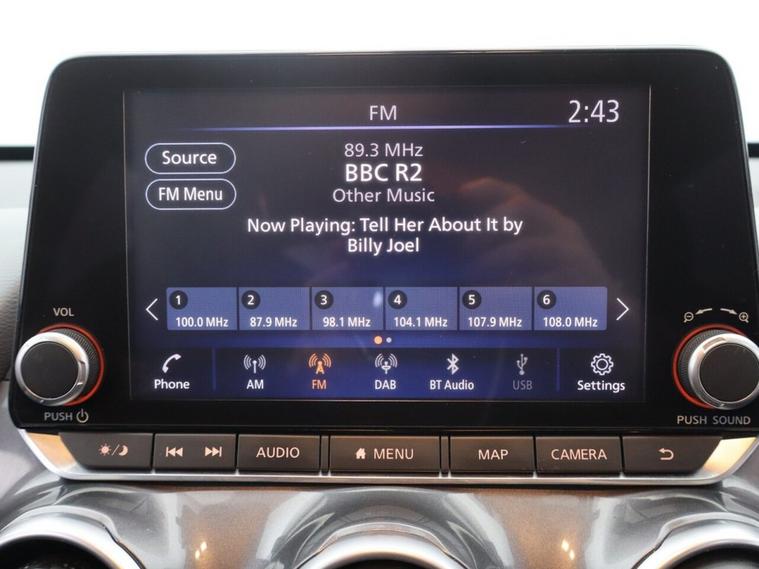 FM
2:43
Source
89.3 MHz
BBC R2
FM Menu
Other Music
Now Playing: Tell Her About It by
Billy Joel
1 2 3 4 5 6
100.0 MHz 87.9 MHz 98.1 MHz 104.1 MHz 107.9 MHz 108.0 MHz
VOL
Phone AM FM DAB BT Audio USB Settings
PUSH
PUSH SOUND
AUDIO MENU MAP CAMERA